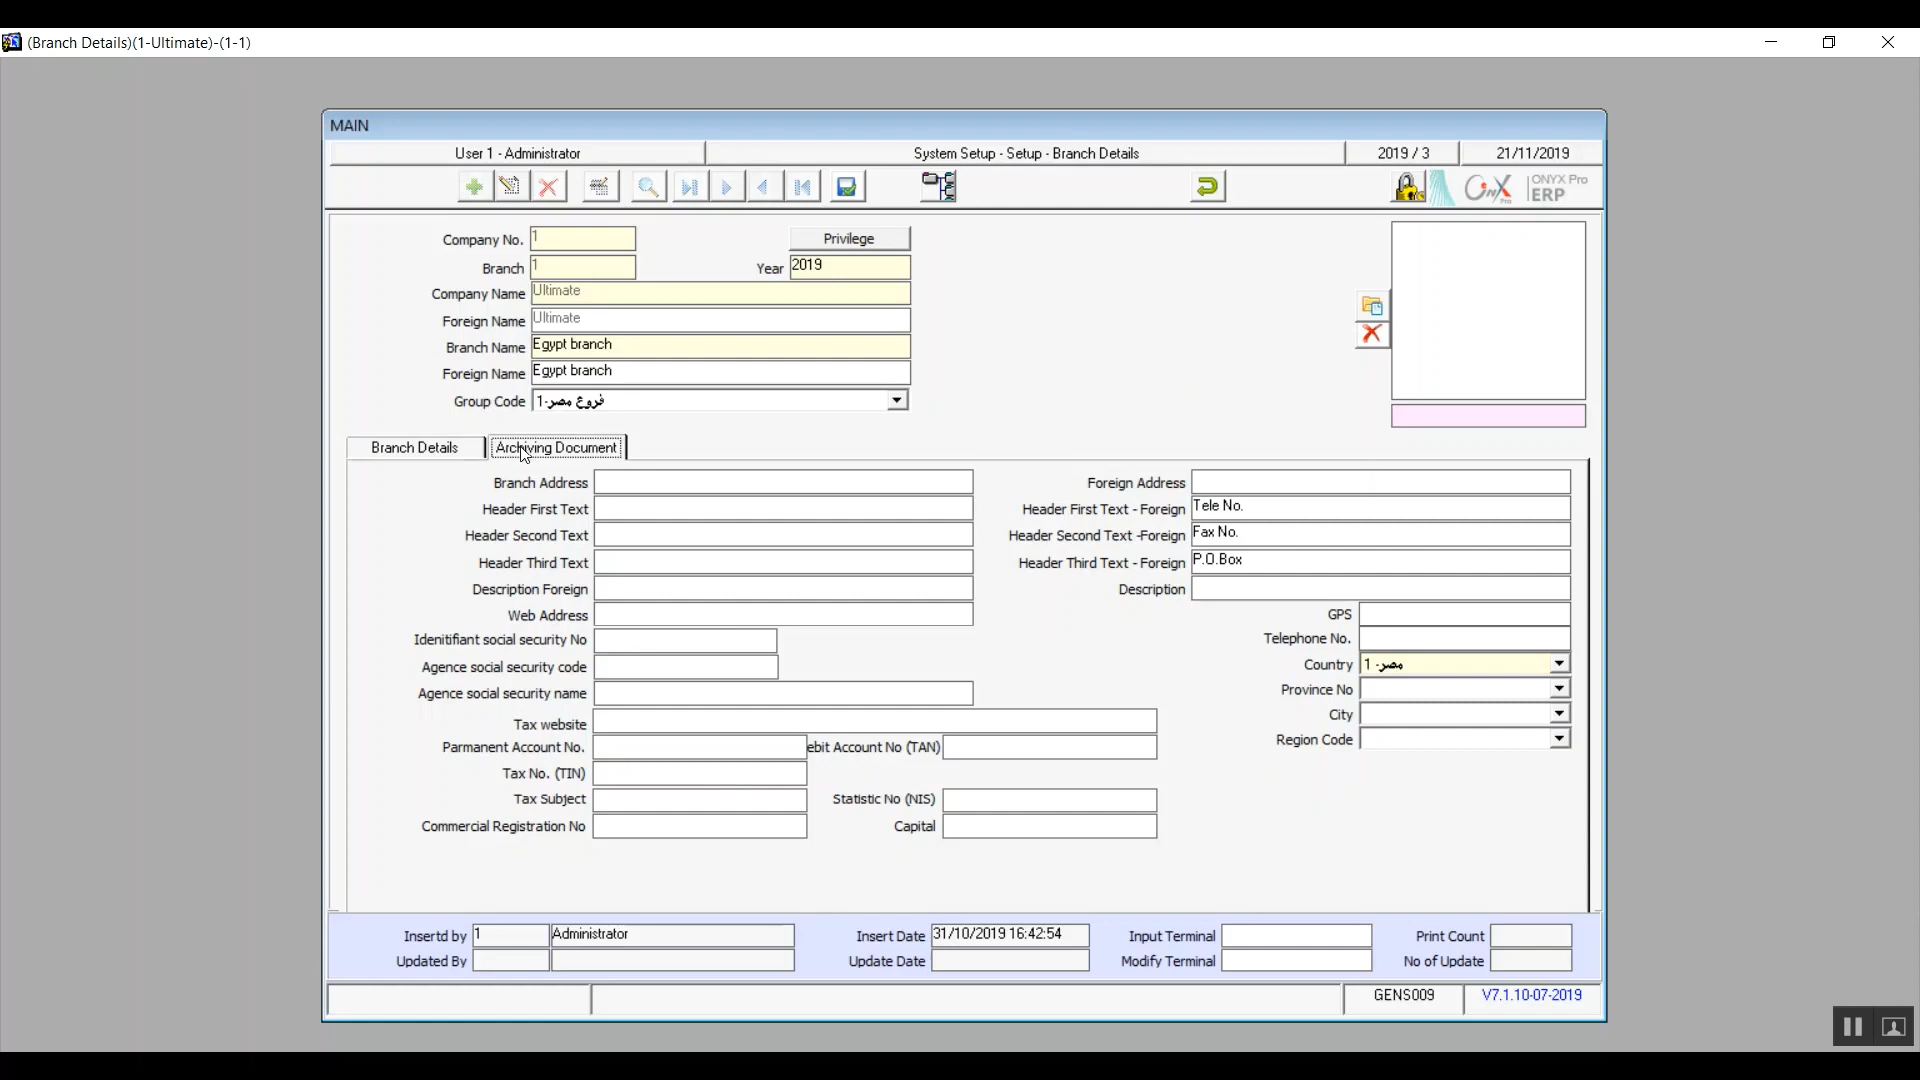 (Branch Details)(1-Ultimate)-(1-1)
MAIN
User 1 - Administrator
System Setup - Setup - Branch Details
2019 / 3
21/11/2019
OnyX Pro
ONYX Pro
ERP
Company No. 1
Privilege
Branch 1
Year 2019
Company Name Ultimate
Foreign Name Ultimate
Branch Name Egypt branch
Foreign Name Egypt branch
Group Code 1-فروع مصر
Branch Details
Archiving Document
Branch Address
Foreign Address
Header First Text
Header First Text - Foreign Tele No.
Header Second Text
Header Second Text -Foreign Fax No.
Header Third Text
Header Third Text - Foreign P.O.Box
Description Foreign
Description
Web Address
GPS
Idenitifiant social security No
Telephone No.
Agence social security code
Country 1 -مصر
Agence social security name
Province No
Tax website
City
Parmanent Account No.
ebit Account No (TAN)
Region Code
Tax No. (TIN)
Tax Subject
Statistic No (NIS)
Commercial Registration No
Capital
Insertd by 1 Administrator
Insert Date 31/10/2019 16:42:54
Input Terminal
Print Count
Updated By
Update Date
Modify Terminal
No of Update
GENS009
V7.1.10-07-2019